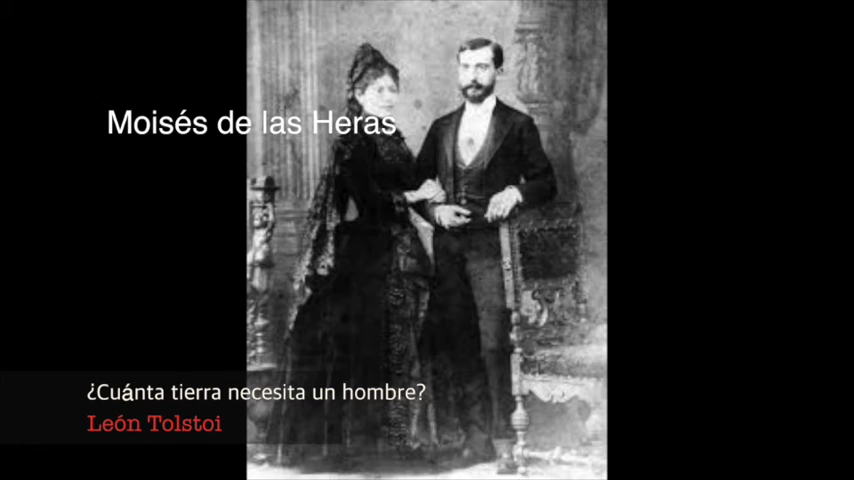 Moisés de las Heras
¿Cuánta tierra necesita un hombre?
León Tolstoi